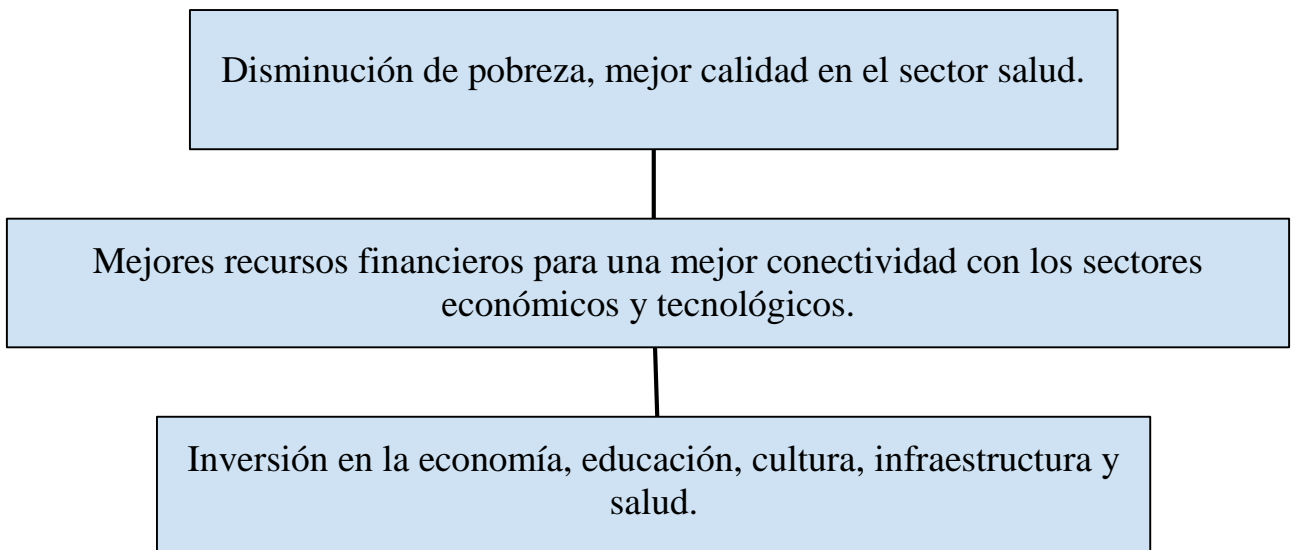 Disminución de pobreza, mejor calidad en el sector salud.
Mejores recursos financieros para una mejor conectividad con los sectores
económicos y tecnológicos.
Inversión en la economía, educación, cultura, infraestructura y
salud.